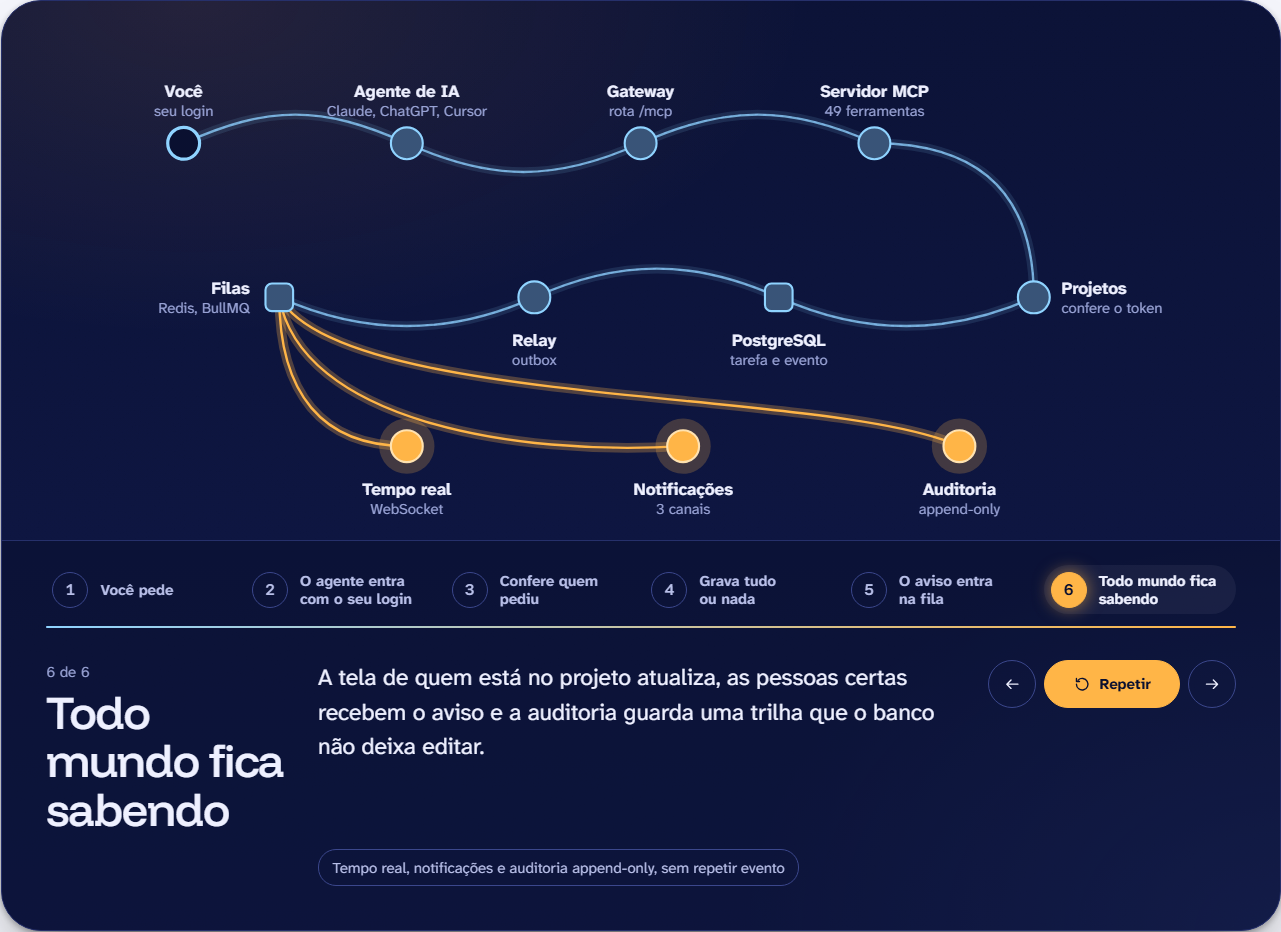 Você
seu login
Agente de IA
Claude, ChatGPT, Cursor
Gateway
rota /mcp
Servidor MCP
49 ferramentas
Filas
Redis, BullMQ
Relay
outbox
PostgreSQL
tarefa e evento
Projetos
confere o token
Tempo real
WebSocket
Notificações
3 canais
Auditoria
append-only
1
Você pede
2
O agente entra
com o seu login
3
Confere quem
pediu
4
Grava tudo
ou nada
5
O aviso entra
na fila
6
Todo mundo fica
sabendo
6 de 6
Todo
mundo fica
sabendo
A tela de quem está no projeto atualiza, as pessoas certas
recebem o aviso e a auditoria guarda uma trilha que o banco
não deixa editar.
Repetir
Tempo real, notificações e auditoria append-only, sem repetir evento